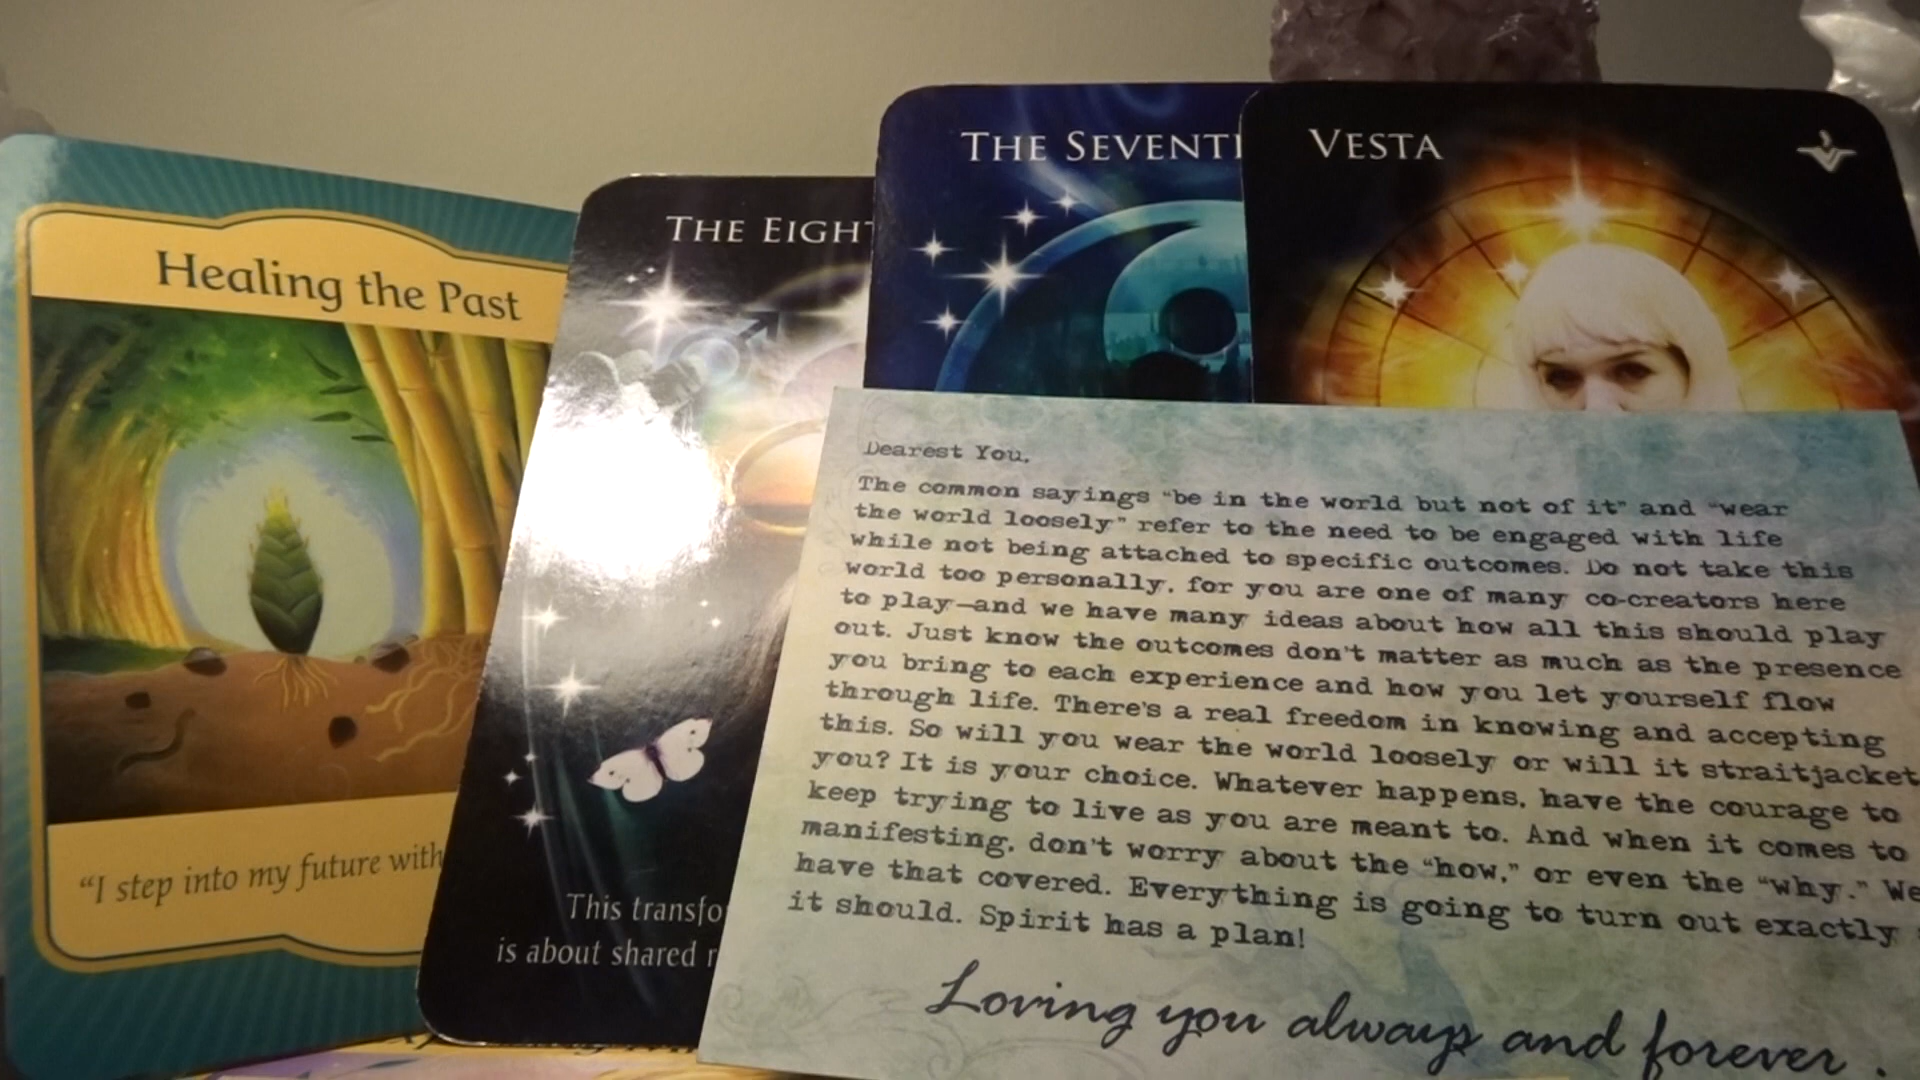 Healing the Past
"I step into my future with
THE EIGHT
This transfo
is about shared r
THE SEVENTH
VESTA
Dearest You,
The common sayings "be in the world but not of it" and "wear
the world loosely" refer to the need to be engaged with life
while not being attached to specific outcomes. Do not take this
world too personally, for you are one of many co-creators here
to play—and we have many ideas about how all this should play
out. Just know the outcomes don't matter as much as the presence
you bring to each experience and how you let yourself flow
through life. There's a real freedom in knowing and accepting
this. So will you wear the world loosely or will it straitjacket
you? It is your choice. Whatever happens, have the courage to
keep trying to live as you are meant to. And when it comes to
manifesting, don't worry about the "how," or even the "why." We
have that covered. Everything is going to turn out exactly
it should. Spirit has a plan!
Loving you always and forever.